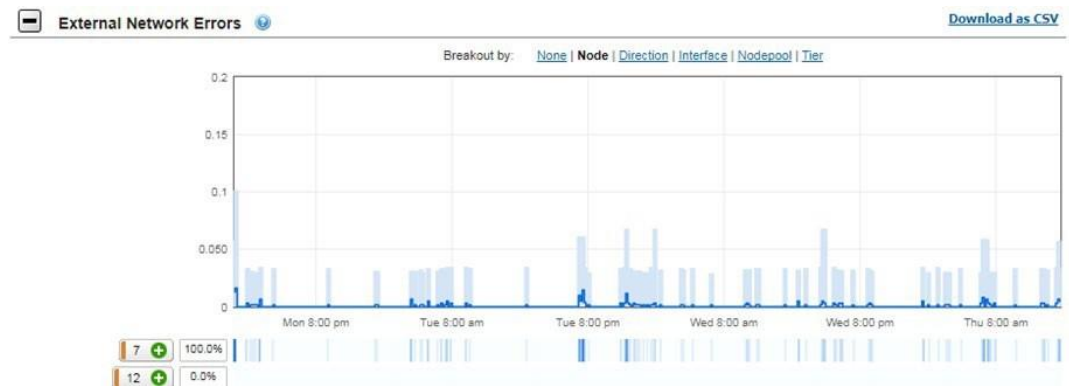 External Network Errors
Download as CSV
Breakout by: None | Node | Direction | Interface | Nodepool | Tier
0.2
0.15
0.1
0.050
0
Mon 8:00 pm Tue 8:00 am Tue 8:00 pm Wed 8:00 am Wed 8:00 pm Thu 8:00 am
7 100.0%
12 0.0%